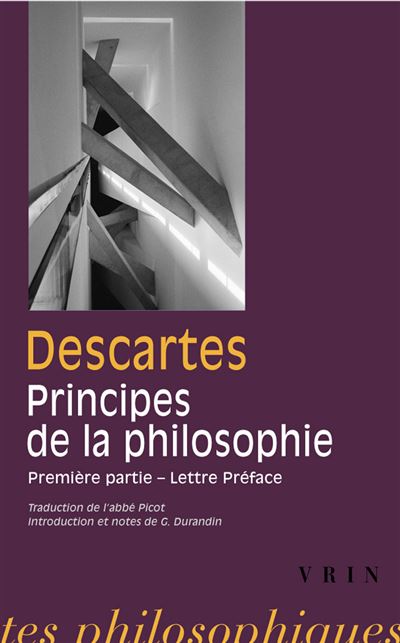 Descartes
Principes
de la philosophie
Première partie – Lettre Préface
Traduction de l'abbé Picot
Introduction et notes de G. Durandin
VRIN
tes philosophiques